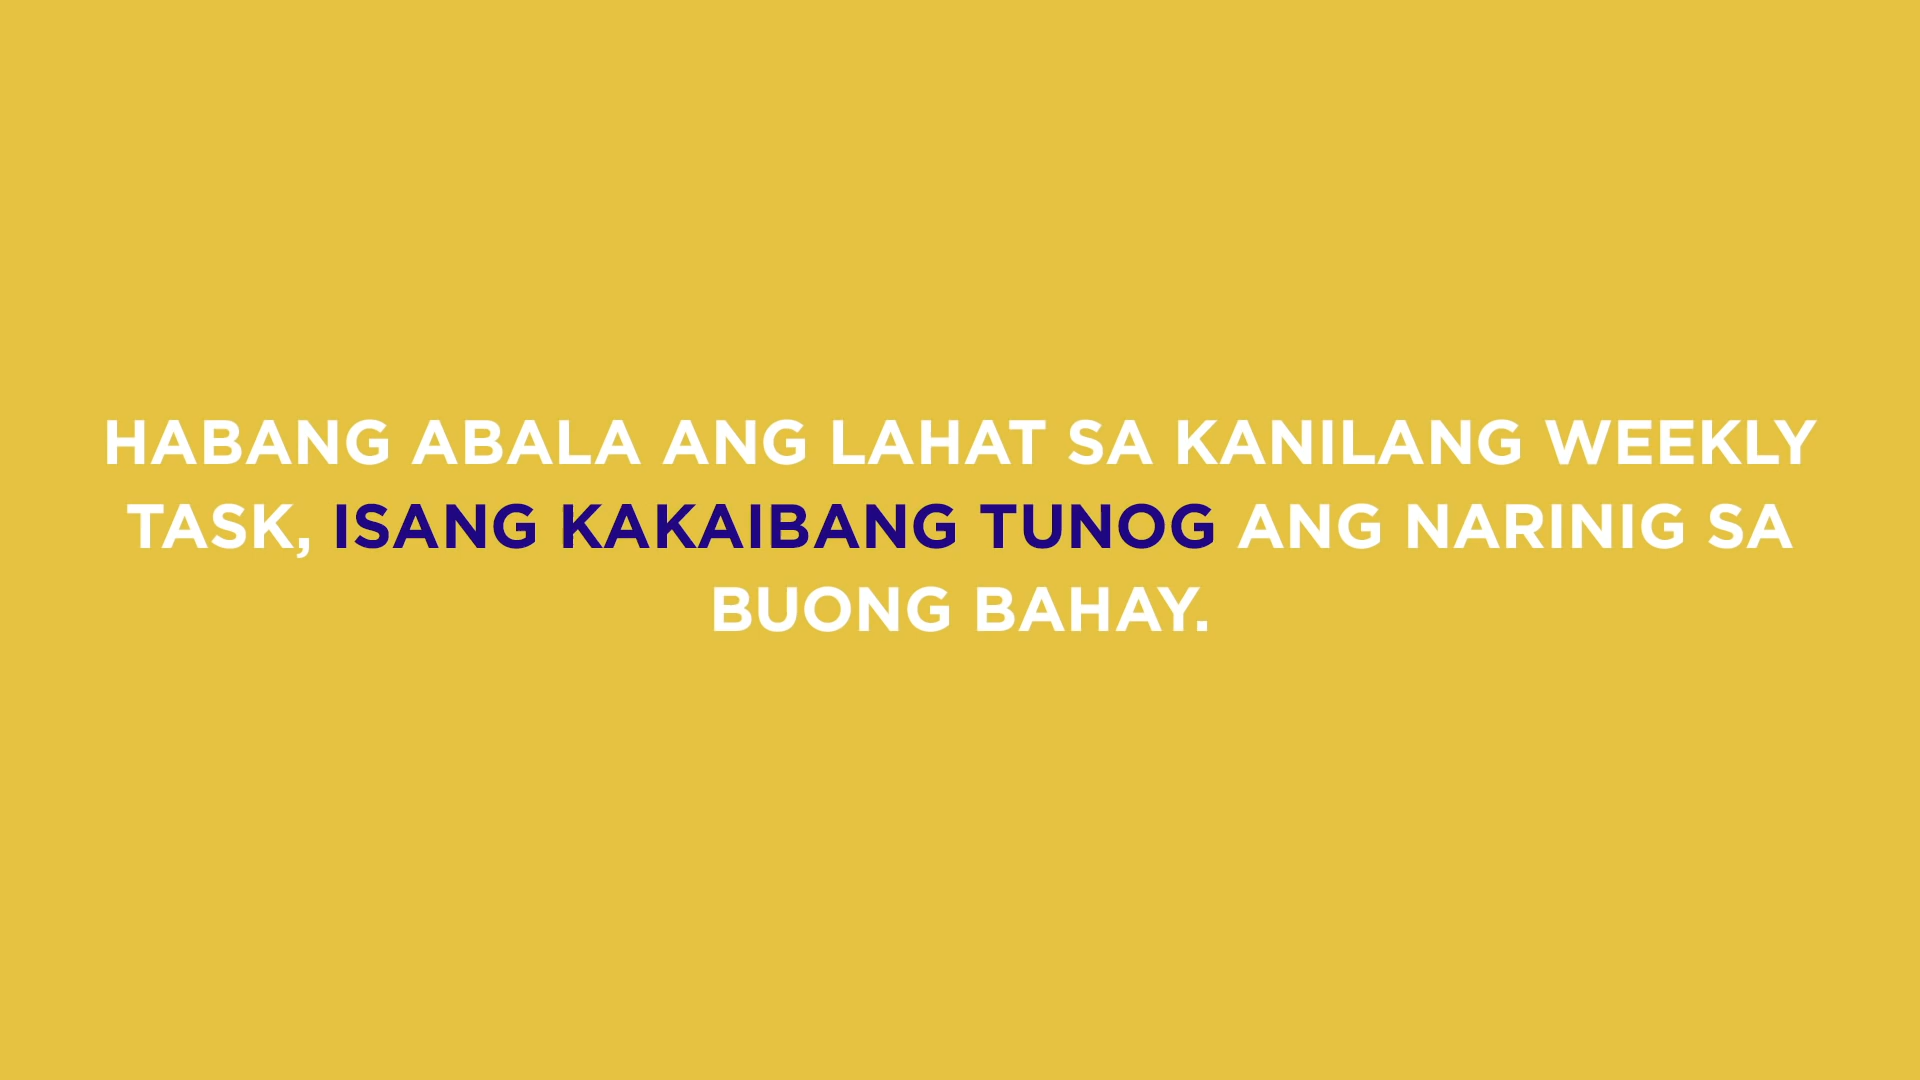 HABANG ABALA ANG LAHAT SA KANILANG WEEKLY
TASK, ISANG KAKAIBANG TUNOG ANG NARINIG SA
BUONG BAHAY.